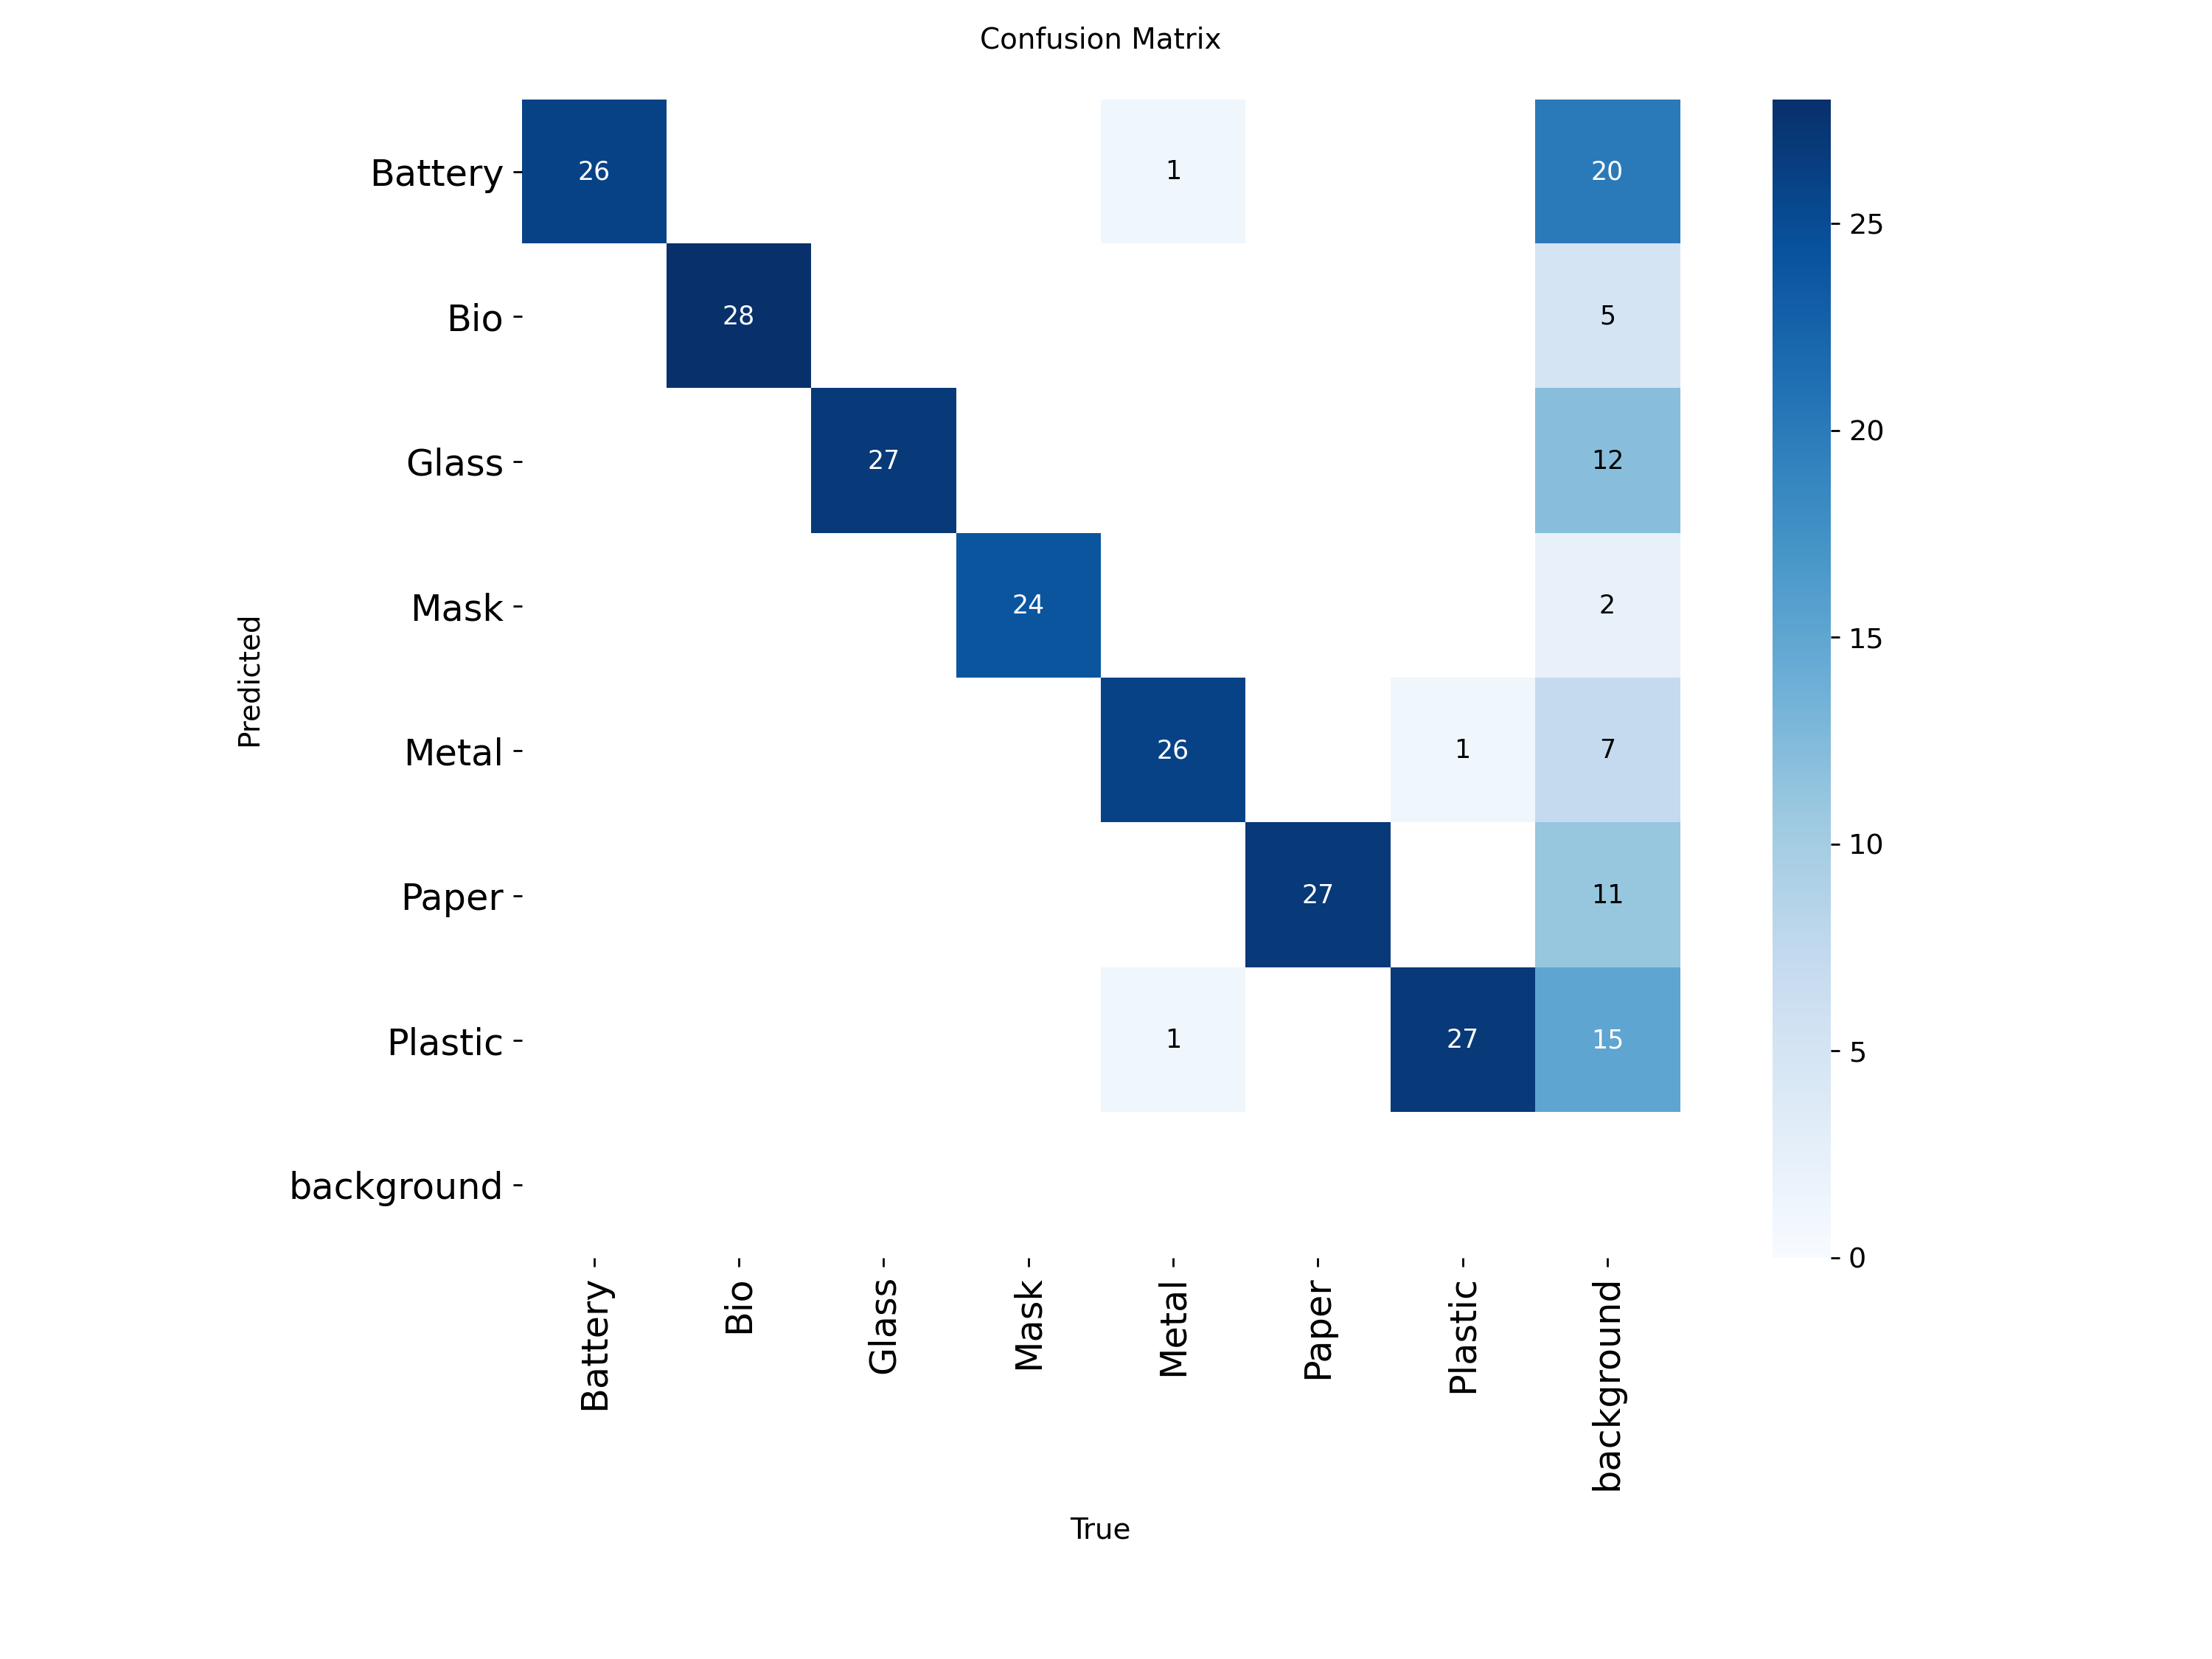 Confusion Matrix
Battery
26
1
20
25
Bio
28
5
20
Glass
27
12
Mask
24
2
15
Predicted
Metal
26
1
7
10
Paper
27
11
Plastic
1
27
15
5
background
0
Battery
Bio
Glass
Mask
Metal
Paper
Plastic
background
True